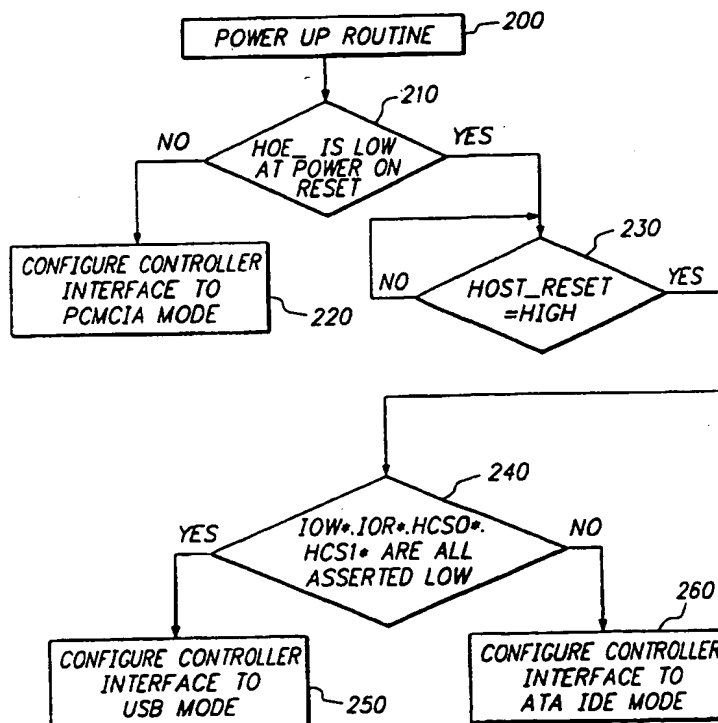 POWER UP ROUTINE
200
210
NO
HOE_ IS LOW
AT POWER ON
RESET
YES
CONFIGURE CONTROLLER
INTERFACE TO
PCMCIA MODE
220
230
NO
HOST_RESET
=HIGH
YES
240
YES
IOW*.IOR*.HCS0*.
HCS1* ARE ALL
ASSERTED LOW
NO
260
CONFIGURE CONTROLLER
INTERFACE TO
USB MODE
250
CONFIGURE CONTROLLER
INTERFACE TO
ATA IDE MODE